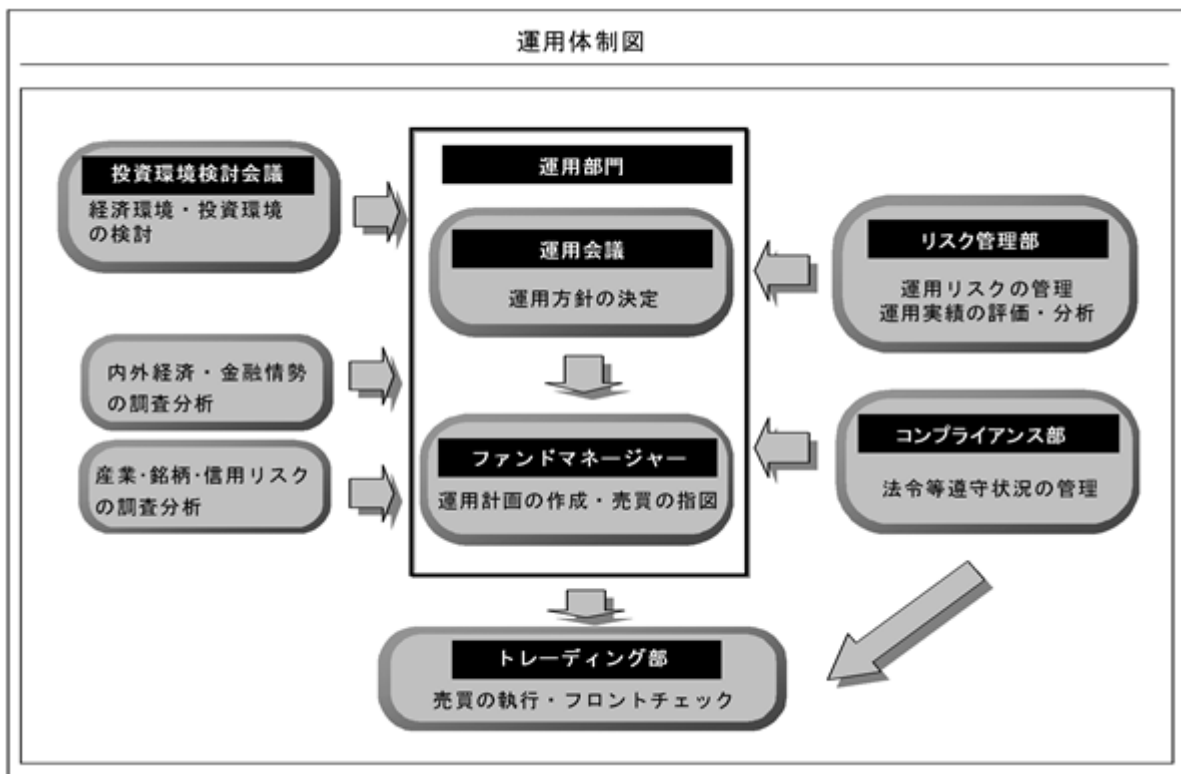 運用体制図
投資環境検討会議
経済環境・投資環境
の検討
内外経済・金融情勢
の調査分析
産業・銘柄・信用リスク
の調査分析
運用部門
運用会議
運用方針の決定
ファンドマネージャー
運用計画の作成・売買の指図
リスク管理部
運用リスクの管理
運用実績の評価・分析
コンプライアンス部
法令等遵守状況の管理
トレーディング部
売買の執行・フロントチェック